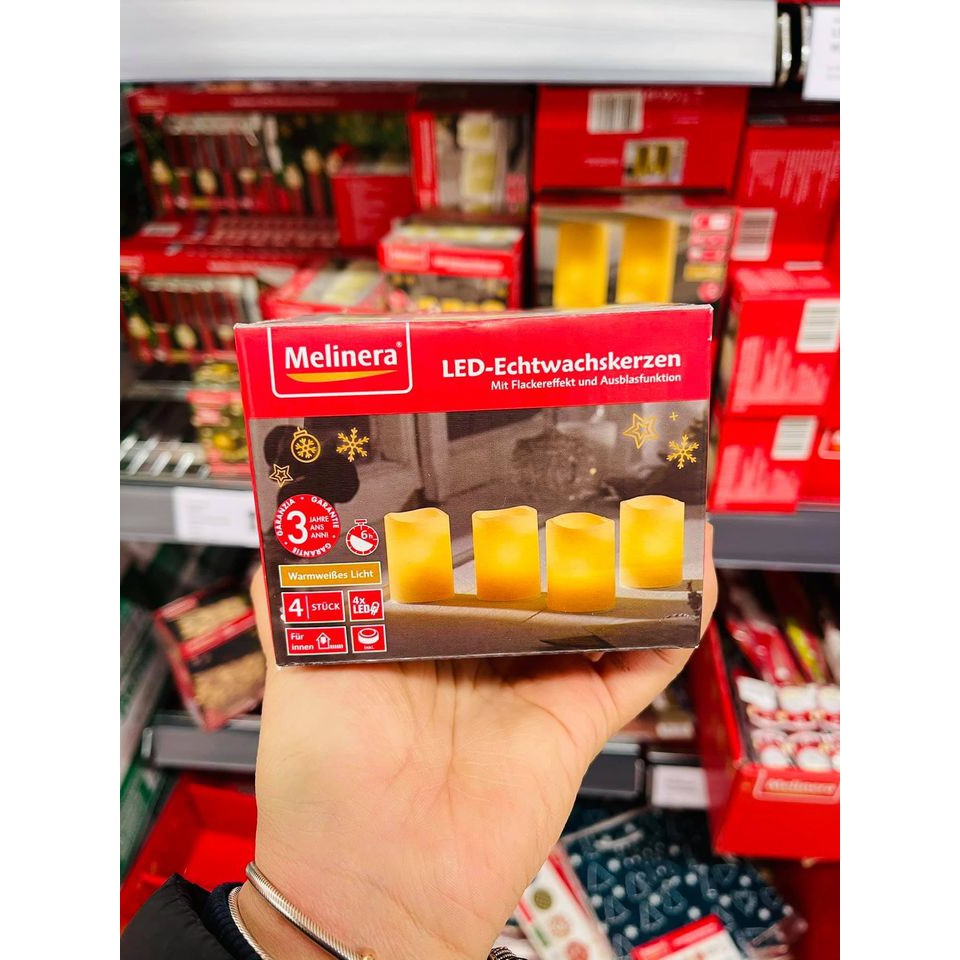 Melinera®
LED-Echtwachskerzen
Mit Flackereffekt und Ausblasfunktion
GARANZIA • GARANTIE • GARANTIE
3 JAHRE
ANS
ANNI
6h
Warmweißes Licht
4 STÜCK
4x
LED
Für
innen
Inkl.
Melinera